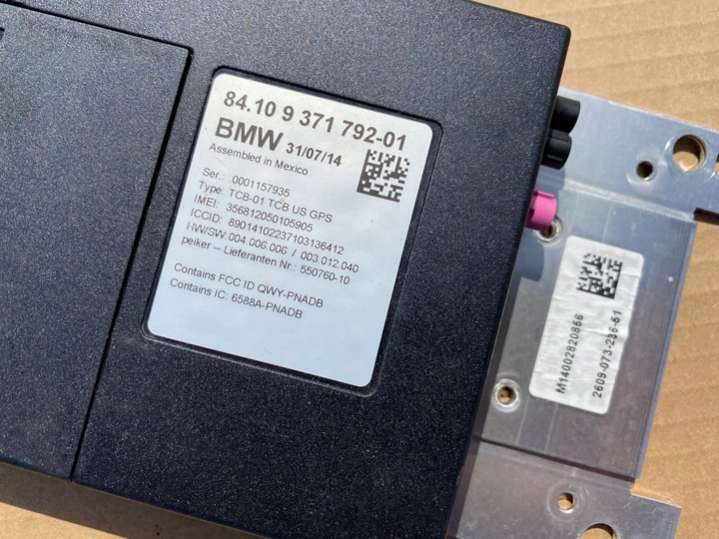 84.10 9 371 792-01
BMW 31/07/14
Assembled in Mexico
Ser.: 0001157935
Type: TCB-01 TCB US GPS
IMEI: 356812050105905
ICCID: 89014102237103136412
HW/SW:004.006.006 / 003.012.040
peiker – Lieferanten Nr.: 550760-10
Contains FCC ID QWY-PNADB
Contains IC: 6588A-PNADB
M14002820856
2609-073-236-51